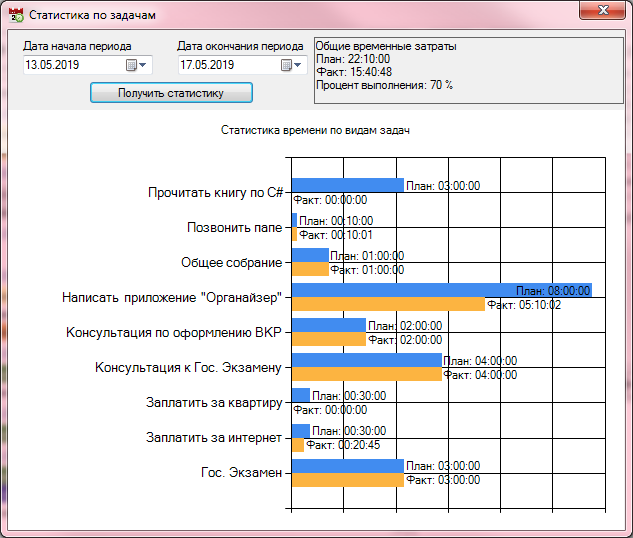 Статистика по задачам
Дата начала периода
Дата окончания периода
13.05.2019
17.05.2019
Получить статистику
Общие временные затраты
План: 22:10:00
Факт: 15:40:48
Процент выполнения: 70 %
Статистика времени по видам задач
Прочитать книгу по C#
План: 03:00:00
Факт: 00:00:00
Позвонить папе
План: 00:10:00
Факт: 00:10:01
Общее собрание
План: 01:00:00
Факт: 01:00:00
Написать приложение "Органайзер"
План: 08:00:00
Факт: 05:10:02
Консультация по оформлению ВКР
План: 02:00:00
Факт: 02:00:00
Консультация к Гос. Экзамену
План: 04:00:00
Факт: 04:00:00
Заплатить за квартиру
План: 00:30:00
Факт: 00:00:00
Заплатить за интернет
План: 00:30:00
Факт: 00:20:45
Гос. Экзамен
План: 03:00:00
Факт: 03:00:00